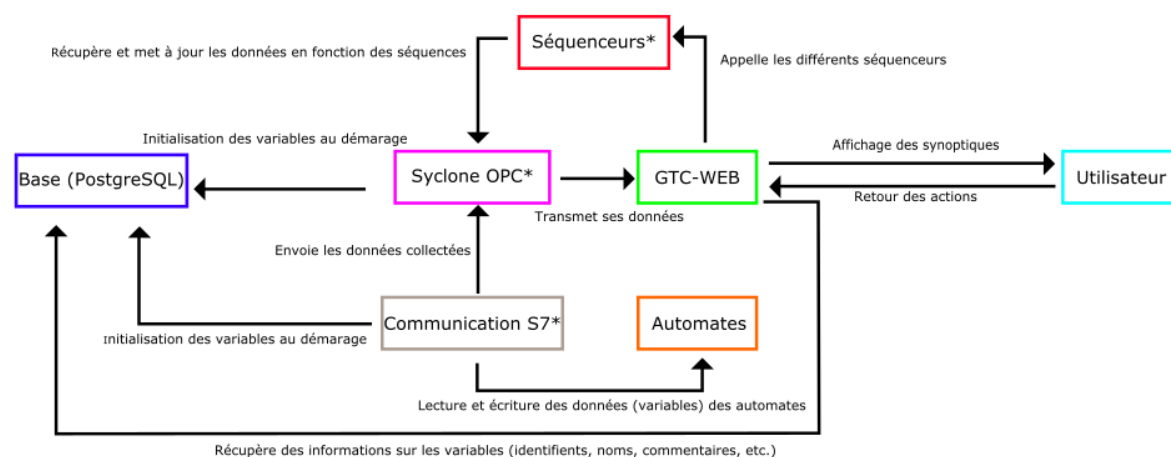 Séquenceurs*
Récupère et met à jour les données en fonction des séquences
Appelle les différents séquenceurs
Initialisation des variables au démarage
Affichage des synoptiques
Base (PostgreSQL)
Syclone OPC*
GTC-WEB
Utilisateur
Retour des actions
Transmet ses données
Envoie les données collectées
Communication S7*
Automates
Initialisation des variables au démarage
Lecture et écriture des données (variables) des automates
Récupère des informations sur les variables (identifients, noms, commentaires, etc.)